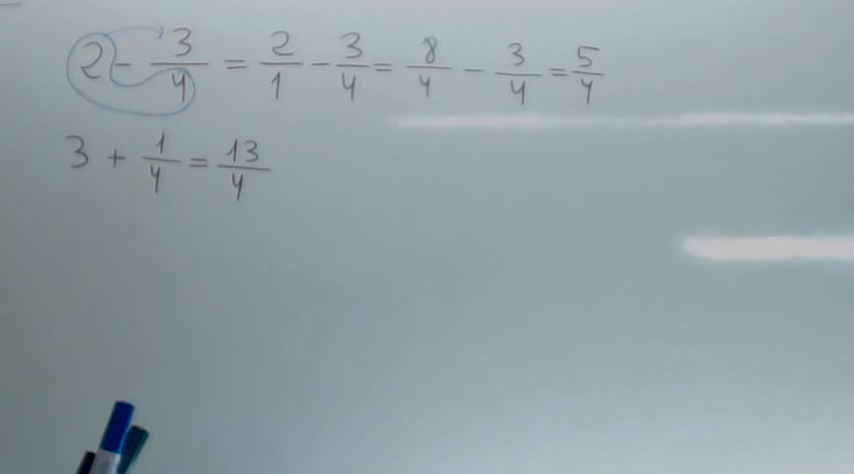 2 - 3/4 = 2/1 - 3/4 = 8/4 - 3/4 = 5/4
3 + 1/4 = 13/4